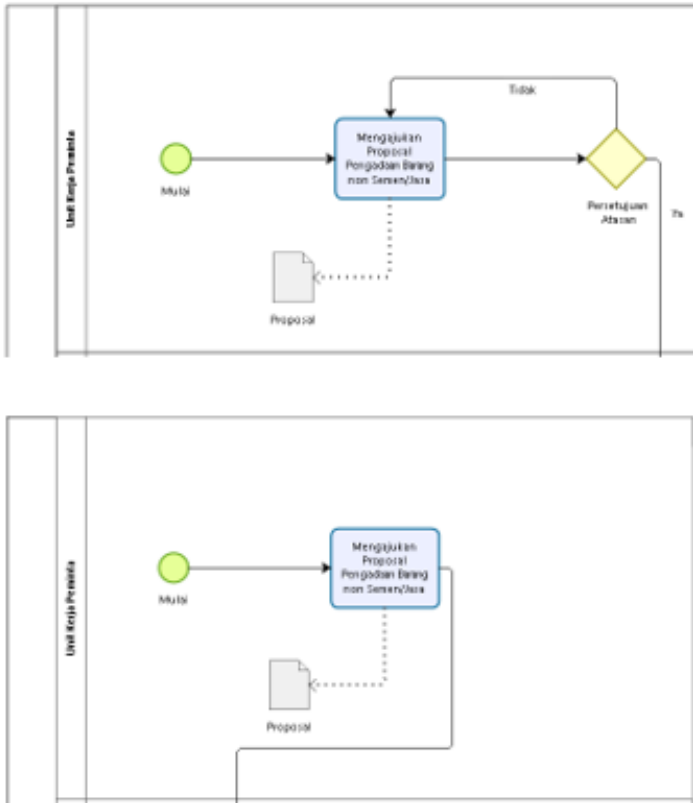 Tidak
Mengajukan
Proposal
Pengadaan Barang
non Semen/Jasa
Unit Kerja Peminta
Mulai
Persetujuan
Atasan
Ya
Proposal
Mengajukan
Proposal
Pengadaan Barang
non Semen/Jasa
Unit Kerja Peminta
Mulai
Proposal